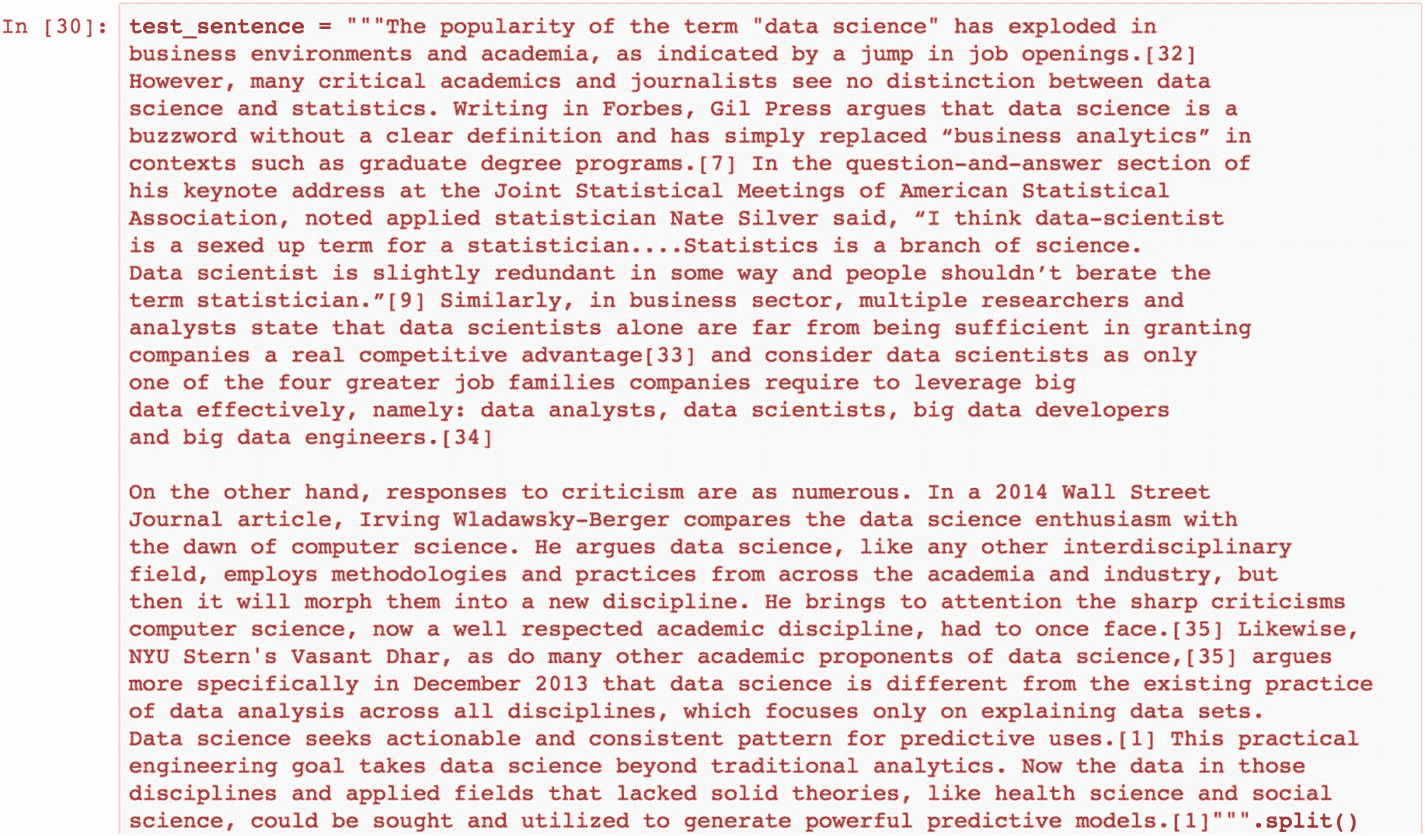 In [30]: test_sentence = """The popularity of the term "data science" has exploded in
business environments and academia, as indicated by a jump in job openings.[32]
However, many critical academics and journalists see no distinction between data
science and statistics. Writing in Forbes, Gil Press argues that data science is a
buzzword without a clear definition and has simply replaced “business analytics” in
contexts such as graduate degree programs.[7] In the question-and-answer section of
his keynote address at the Joint Statistical Meetings of American Statistical
Association, noted applied statistician Nate Silver said, “I think data-scientist
is a sexed up term for a statistician....Statistics is a branch of science.
Data scientist is slightly redundant in some way and people shouldn’t berate the
term statistician.”[9] Similarly, in business sector, multiple researchers and
analysts state that data scientists alone are far from being sufficient in granting
companies a real competitive advantage[33] and consider data scientists as only
one of the four greater job families companies require to leverage big
data effectively, namely: data analysts, data scientists, big data developers
and big data engineers.[34]

On the other hand, responses to criticism are as numerous. In a 2014 Wall Street
Journal article, Irving Wladawsky-Berger compares the data science enthusiasm with
the dawn of computer science. He argues data science, like any other interdisciplinary
field, employs methodologies and practices from across the academia and industry, but
then it will morph them into a new discipline. He brings to attention the sharp criticisms
computer science, now a well respected academic discipline, had to once face.[35] Likewise,
NYU Stern's Vasant Dhar, as do many other academic proponents of data science,[35] argues
more specifically in December 2013 that data science is different from the existing practice
of data analysis across all disciplines, which focuses only on explaining data sets.
Data science seeks actionable and consistent pattern for predictive uses.[1] This practical
engineering goal takes data science beyond traditional analytics. Now the data in those
disciplines and applied fields that lacked solid theories, like health science and social
science, could be sought and utilized to generate powerful predictive models.[1]""".split()